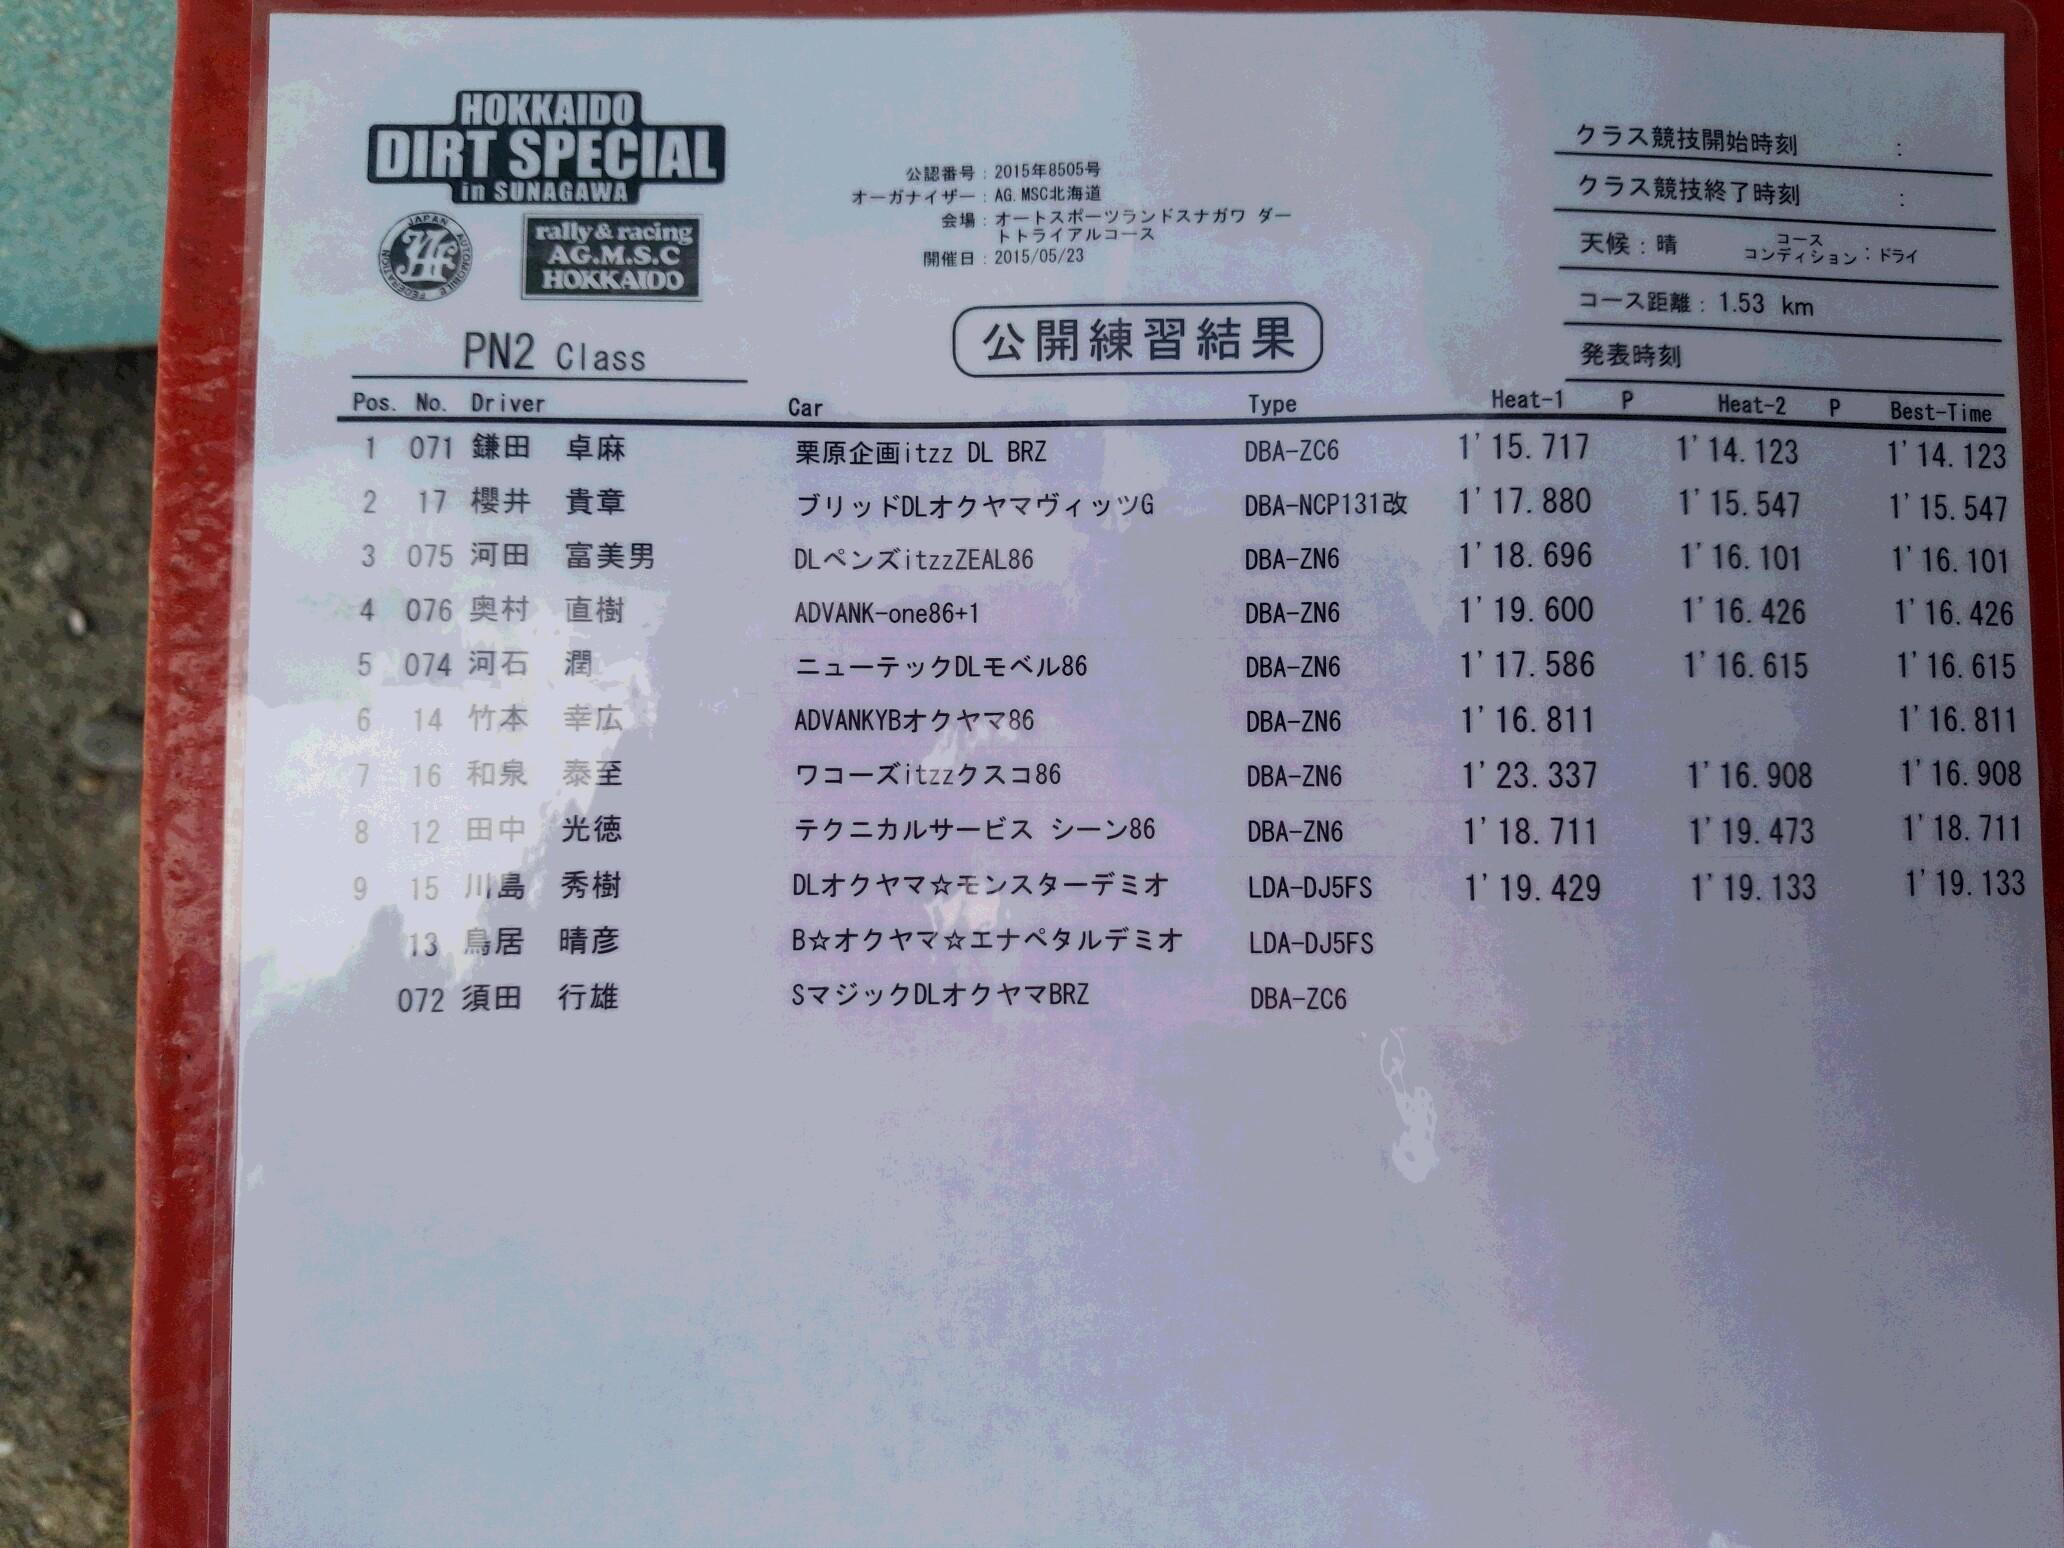 HOKKAIDO
DIRT SPECIAL
in SUNAGAWA
JAPAN AUTOMOBILE FEDERATION
JAF
rally & racing
AG.M.S.C
HOKKAIDO
公認番号：2015年8505号
オーガナイザー：AG.MSC北海道
会場：オートスポーツランドスナガワ ダー
トトライアルコース
開催日：2015/05/23
クラス競技開始時刻 :
クラス競技終了時刻 :
天候：晴 コース コンディション：ドライ
コース距離：1.53 km
発表時刻
PN2 Class
公開練習結果
Pos. No. Driver Car Type Heat-1 P Heat-2 P Best-Time
1 071 鎌田 卓麻 栗原企画itzz DL BRZ DBA-ZC6 1'15.717 1'14.123 1'14.123
2 17 櫻井 貴章 ブリッドDLオクヤマヴィッツG DBA-NCP131改 1'17.880 1'15.547 1'15.547
3 075 河田 富美男 DLペンズitzzZEAL86 DBA-ZN6 1'18.696 1'16.101 1'16.101
4 076 奥村 直樹 ADVANK-one86+1 DBA-ZN6 1'19.600 1'16.426 1'16.426
5 074 河石 潤 ニューテックDLモベル86 DBA-ZN6 1'17.586 1'16.615 1'16.615
6 14 竹本 幸広 ADVANKYBオクヤマ86 DBA-ZN6 1'16.811 1'16.811
7 16 和泉 泰至 ワコーズitzzクスコ86 DBA-ZN6 1'23.337 1'16.908 1'16.908
8 12 田中 光徳 テクニカルサービス シーン86 DBA-ZN6 1'18.711 1'19.473 1'18.711
9 15 川島 秀樹 DLオクヤマ☆モンスターデミオ LDA-DJ5FS 1'19.429 1'19.133 1'19.133
13 鳥居 晴彦 B☆オクヤマ☆エナペタルデミオ LDA-DJ5FS
072 須田 行雄 SマジックDLオクヤマBRZ DBA-ZC6